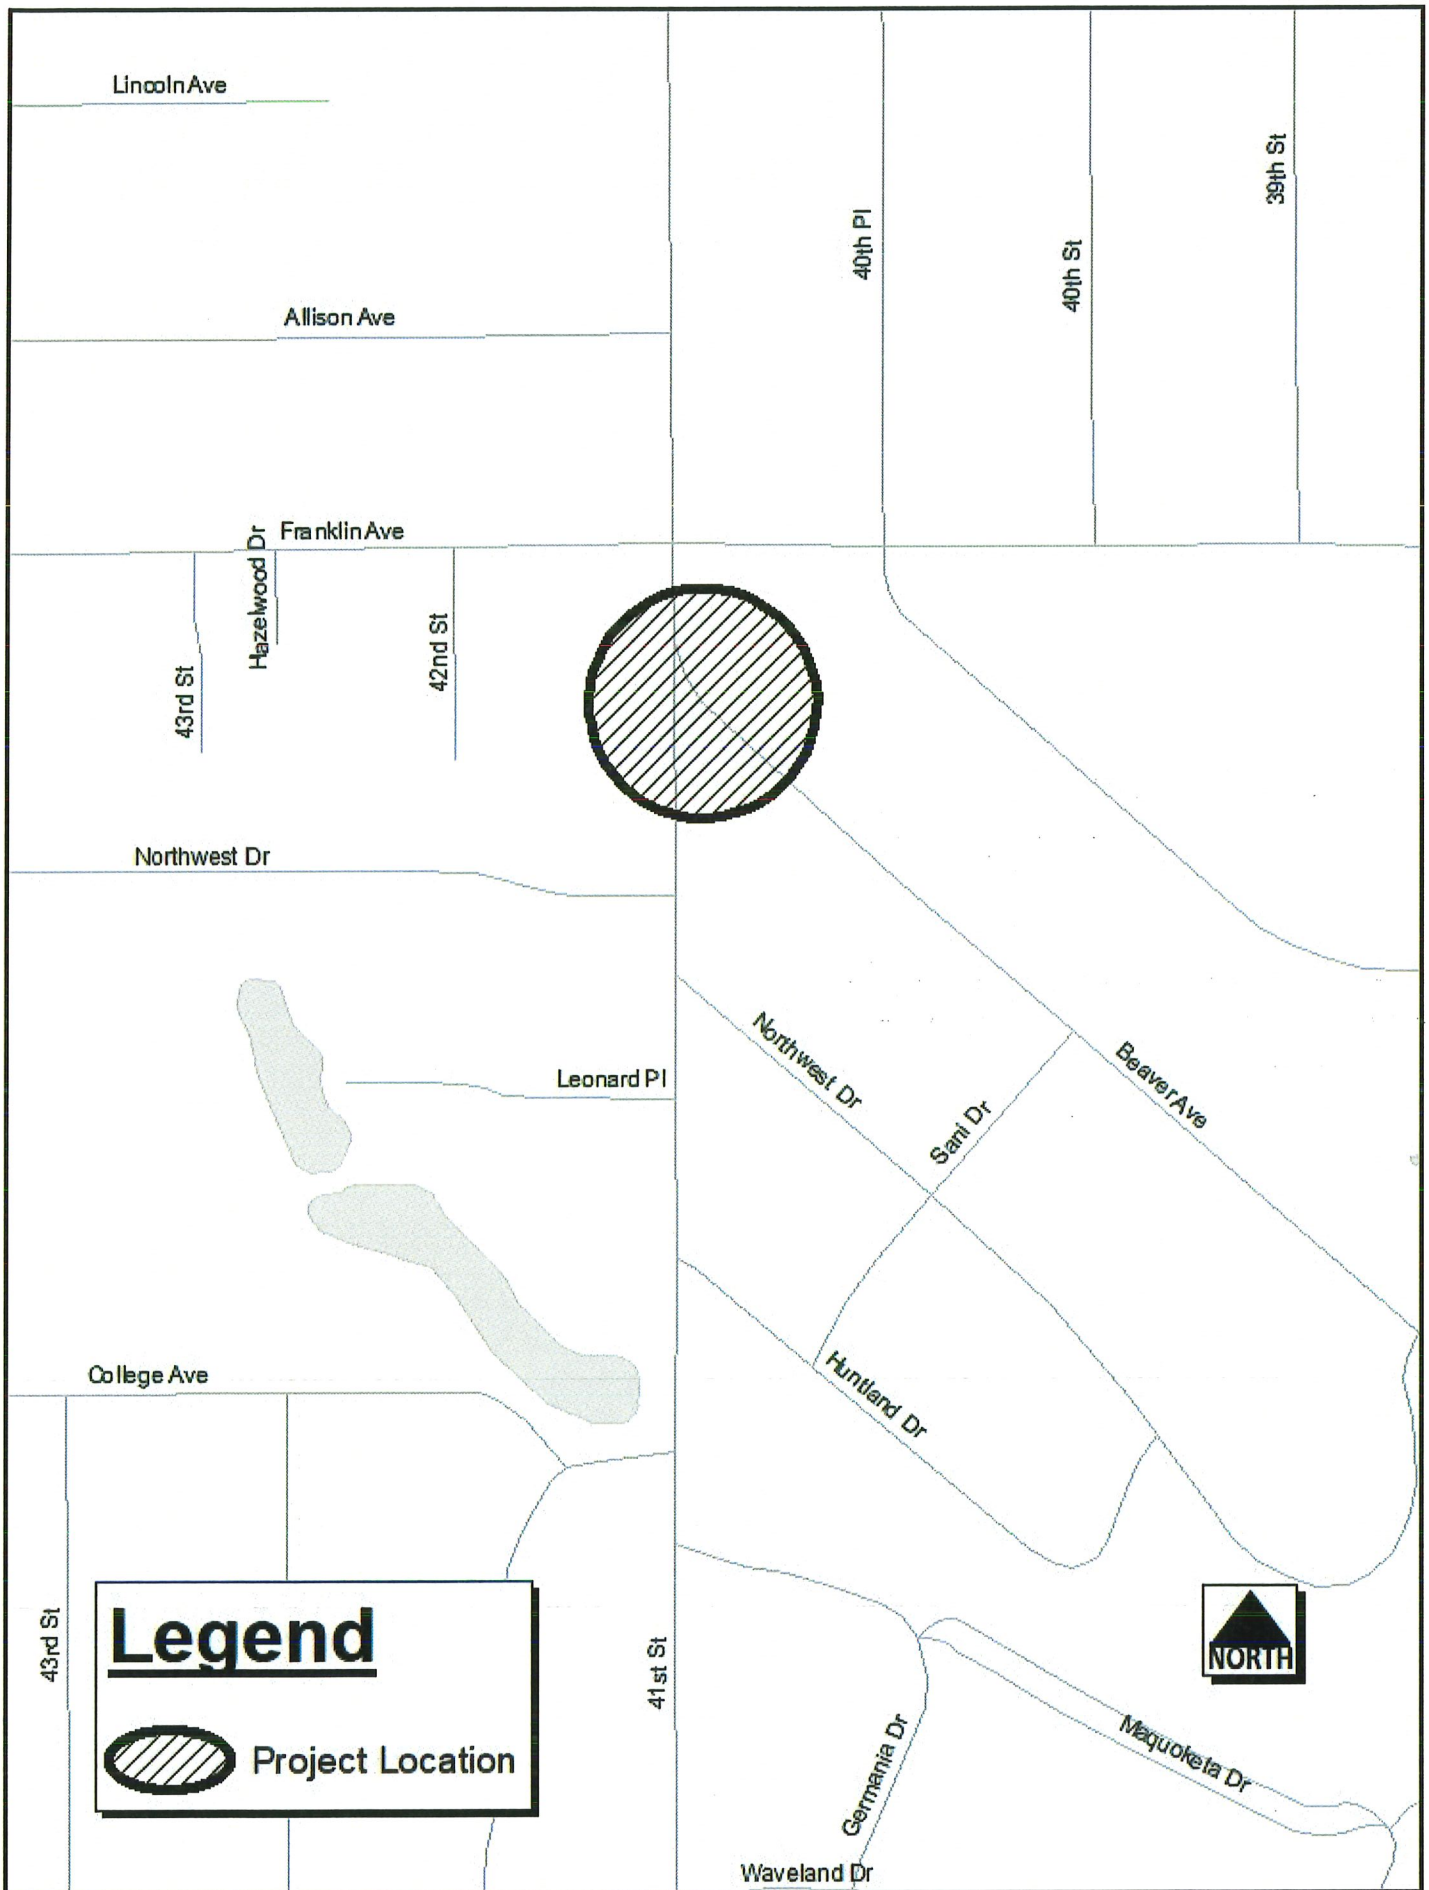 Lincoln Ave
39th St
40th Pl
40th St
Allison Ave
Franklin Ave
Hazelwood Dr
42nd St
43rd St
Northwest Dr
Northwest Dr
Leonard Pl
Sani Dr
Beaver Ave
College Ave
Huntland Dr
43rd St
Legend
Project Location
41st St
NORTH
Germania Dr
Maquoketa Dr
Waveland Dr